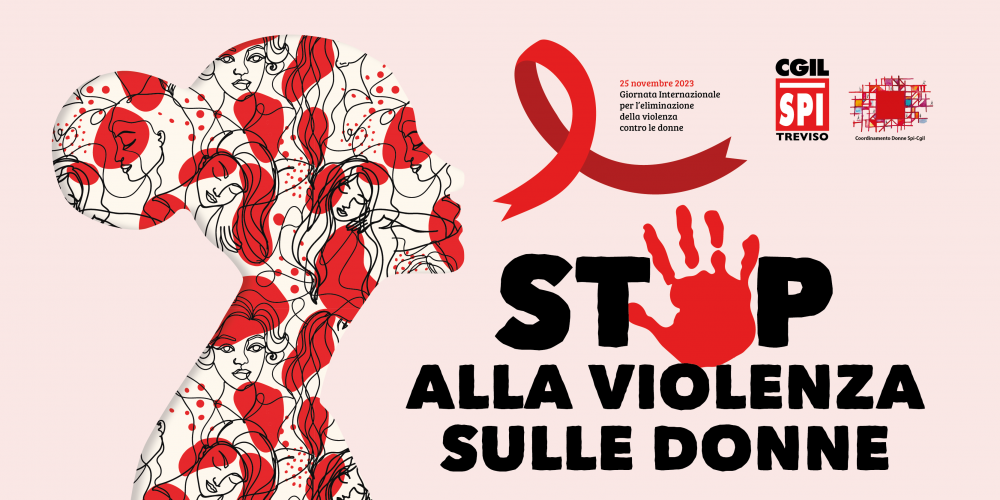 25 novembre 2023
Giornata Internazionale
per l'eliminazione
della violenza
contro le donne
CGIL
SPI
TREVISO
Coordinamento Donne Spi-Cgil
STOP
ALLA VIOLENZA
SULLE DONNE